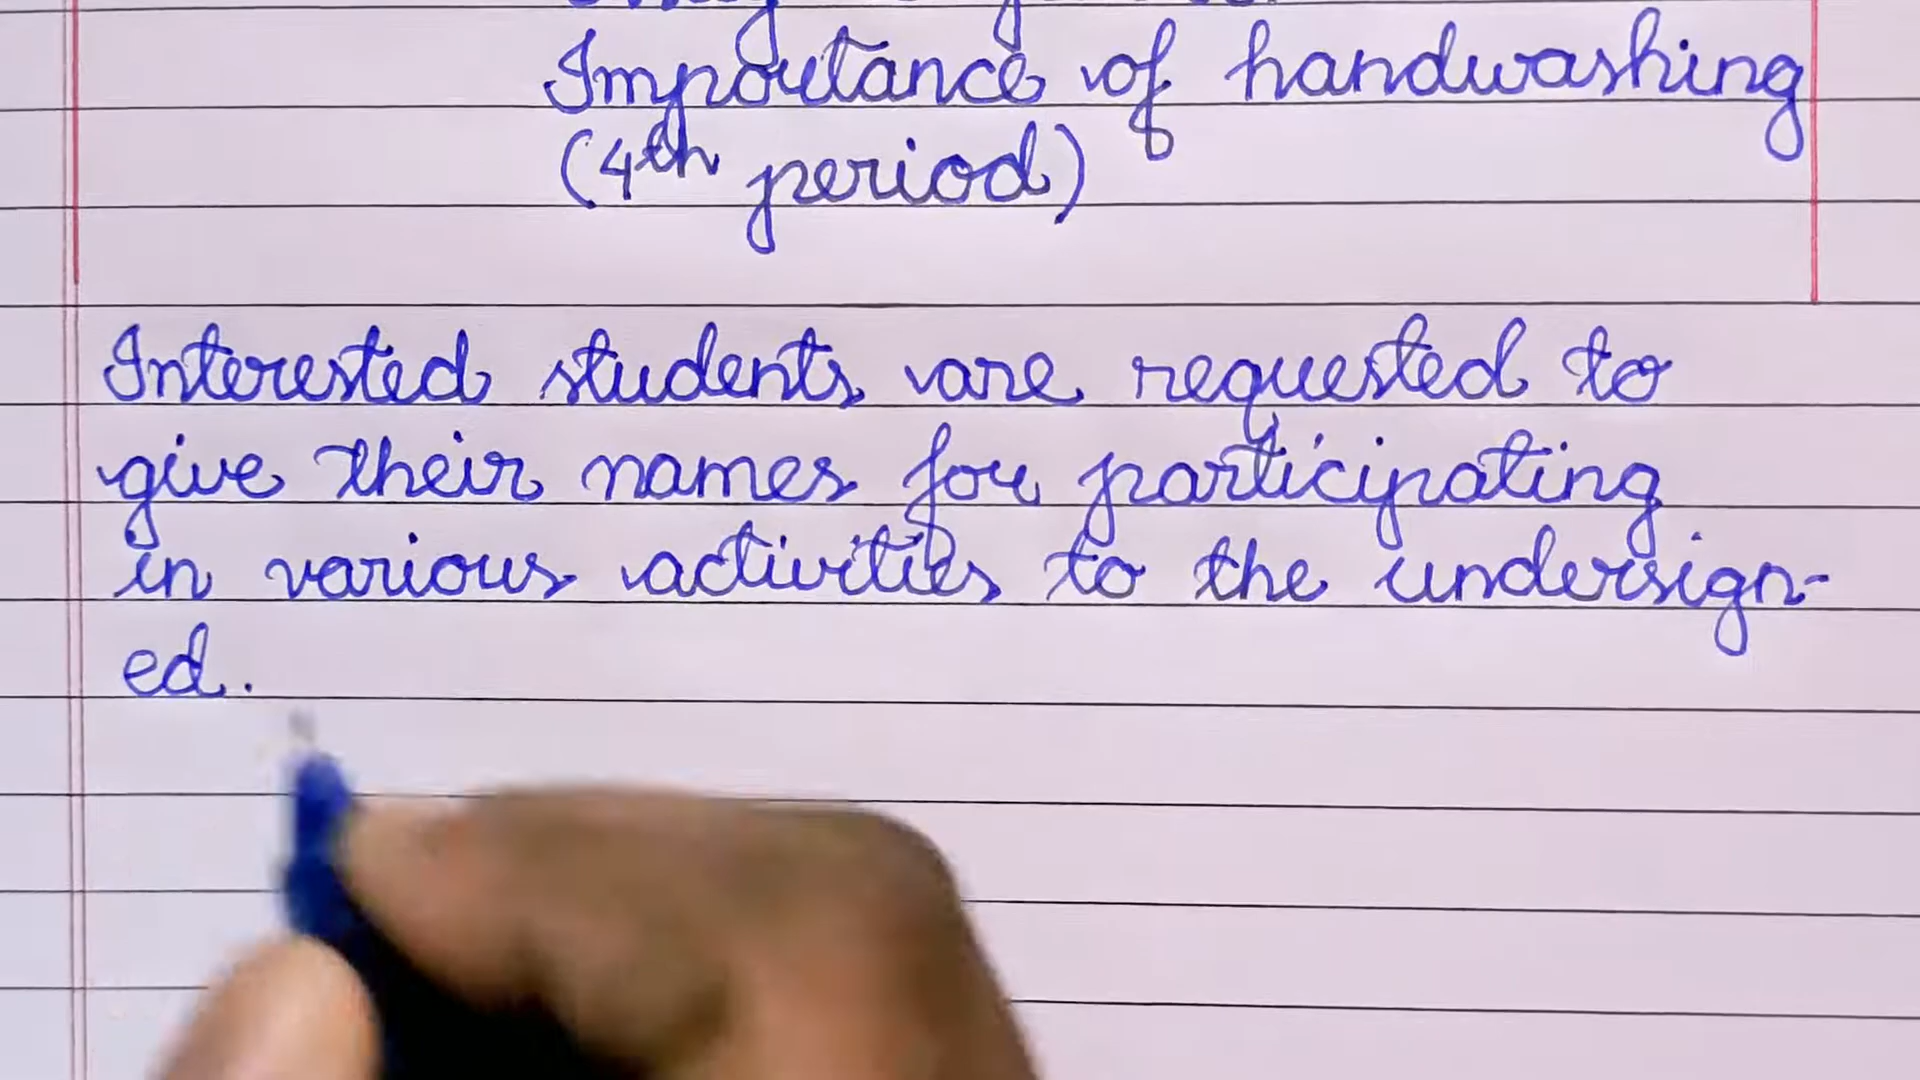 Importance of handwashing
(4th period)
Interested students are requested to
give their names for participating
in various activities to the undersign-
ed.